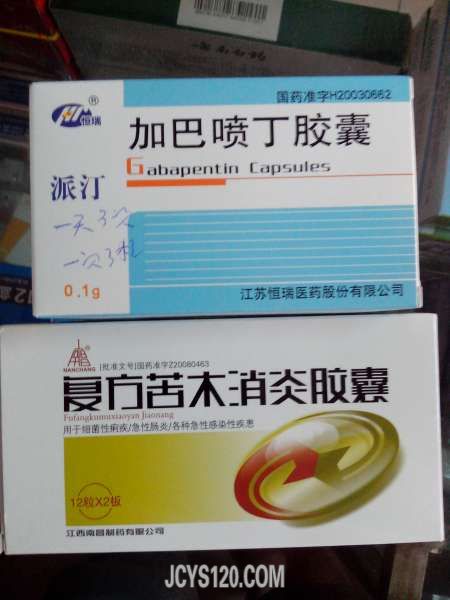 国药准字H20030662
恒瑞
®
加巴喷丁胶囊
Gabapentin Capsules
派汀
一天3次
一次3粒
0.1g
江苏恒瑞医药股份有限公司
NANCHANG
[批准文号]国药准字Z20080463
复方苦木消炎胶囊
Fufangkumuxiaoyan Jiaonang
用于细菌性痢疾/急性肠炎/各种急性感染性疾患
12粒X2板
江西南昌制药有限公司
JCYS120.COM